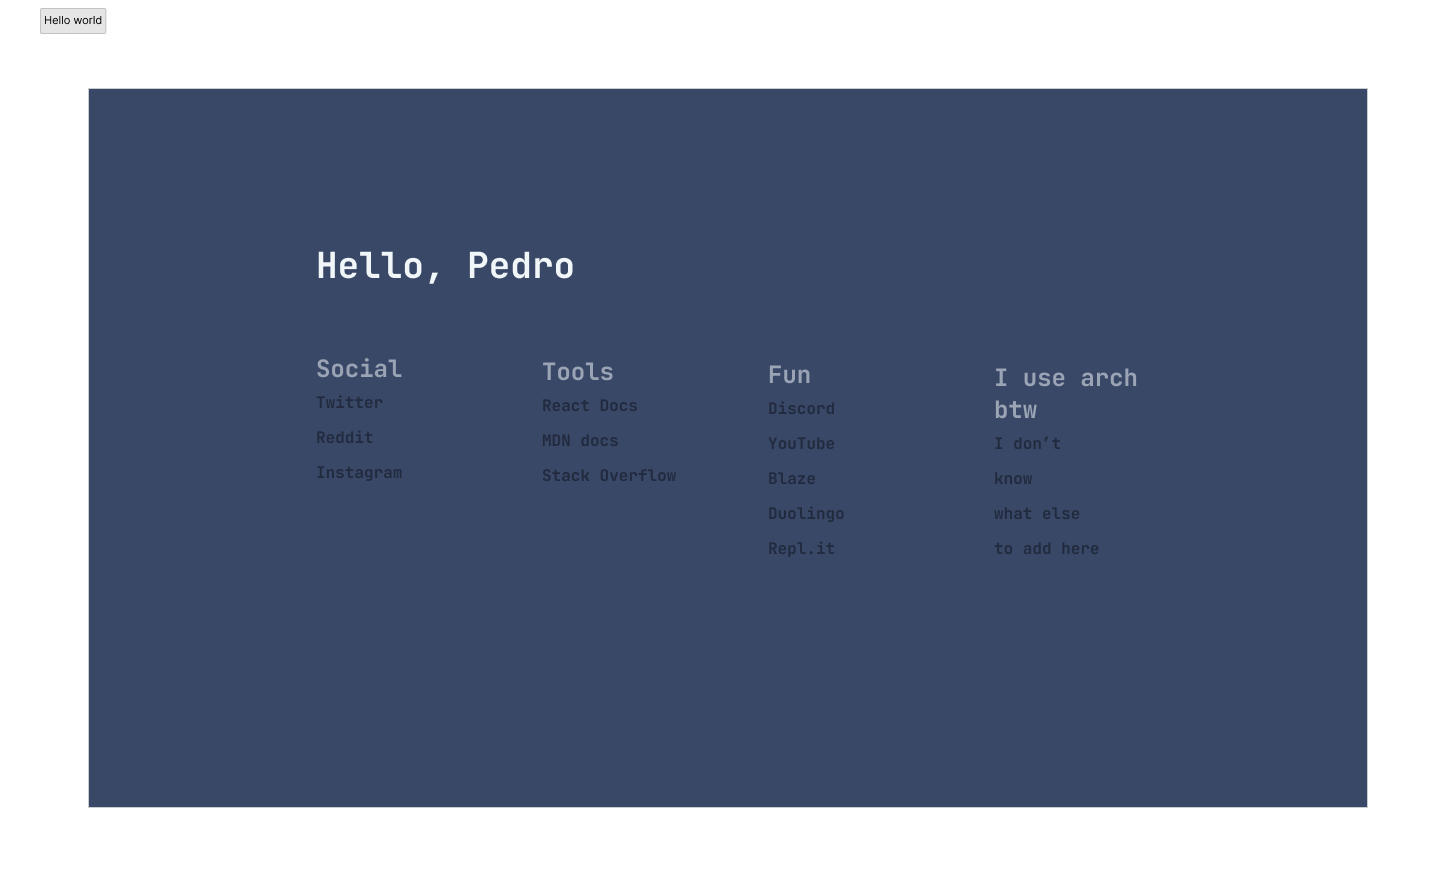 Hello world
Hello, Pedro
Social
Twitter
Reddit
Instagram
Tools
React Docs
MDN docs
Stack Overflow
Fun
Discord
YouTube
Blaze
Duolingo
Repl.it
I use arch
btw
I don’t
know
what else
to add here